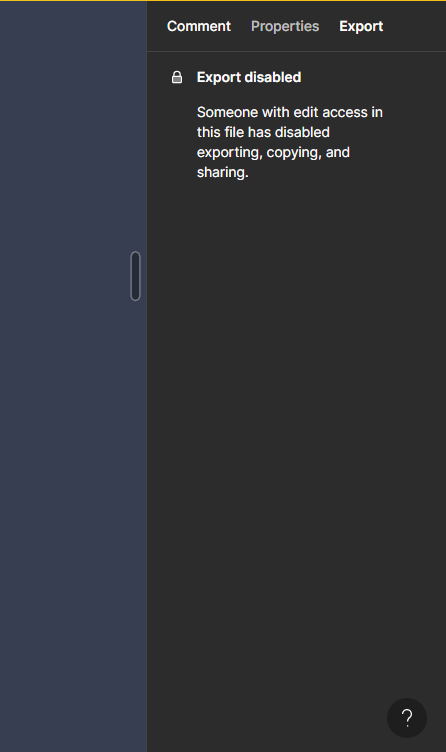 Comment Properties Export
Export disabled
Someone with edit access in
this file has disabled
exporting, copying, and
sharing.
?